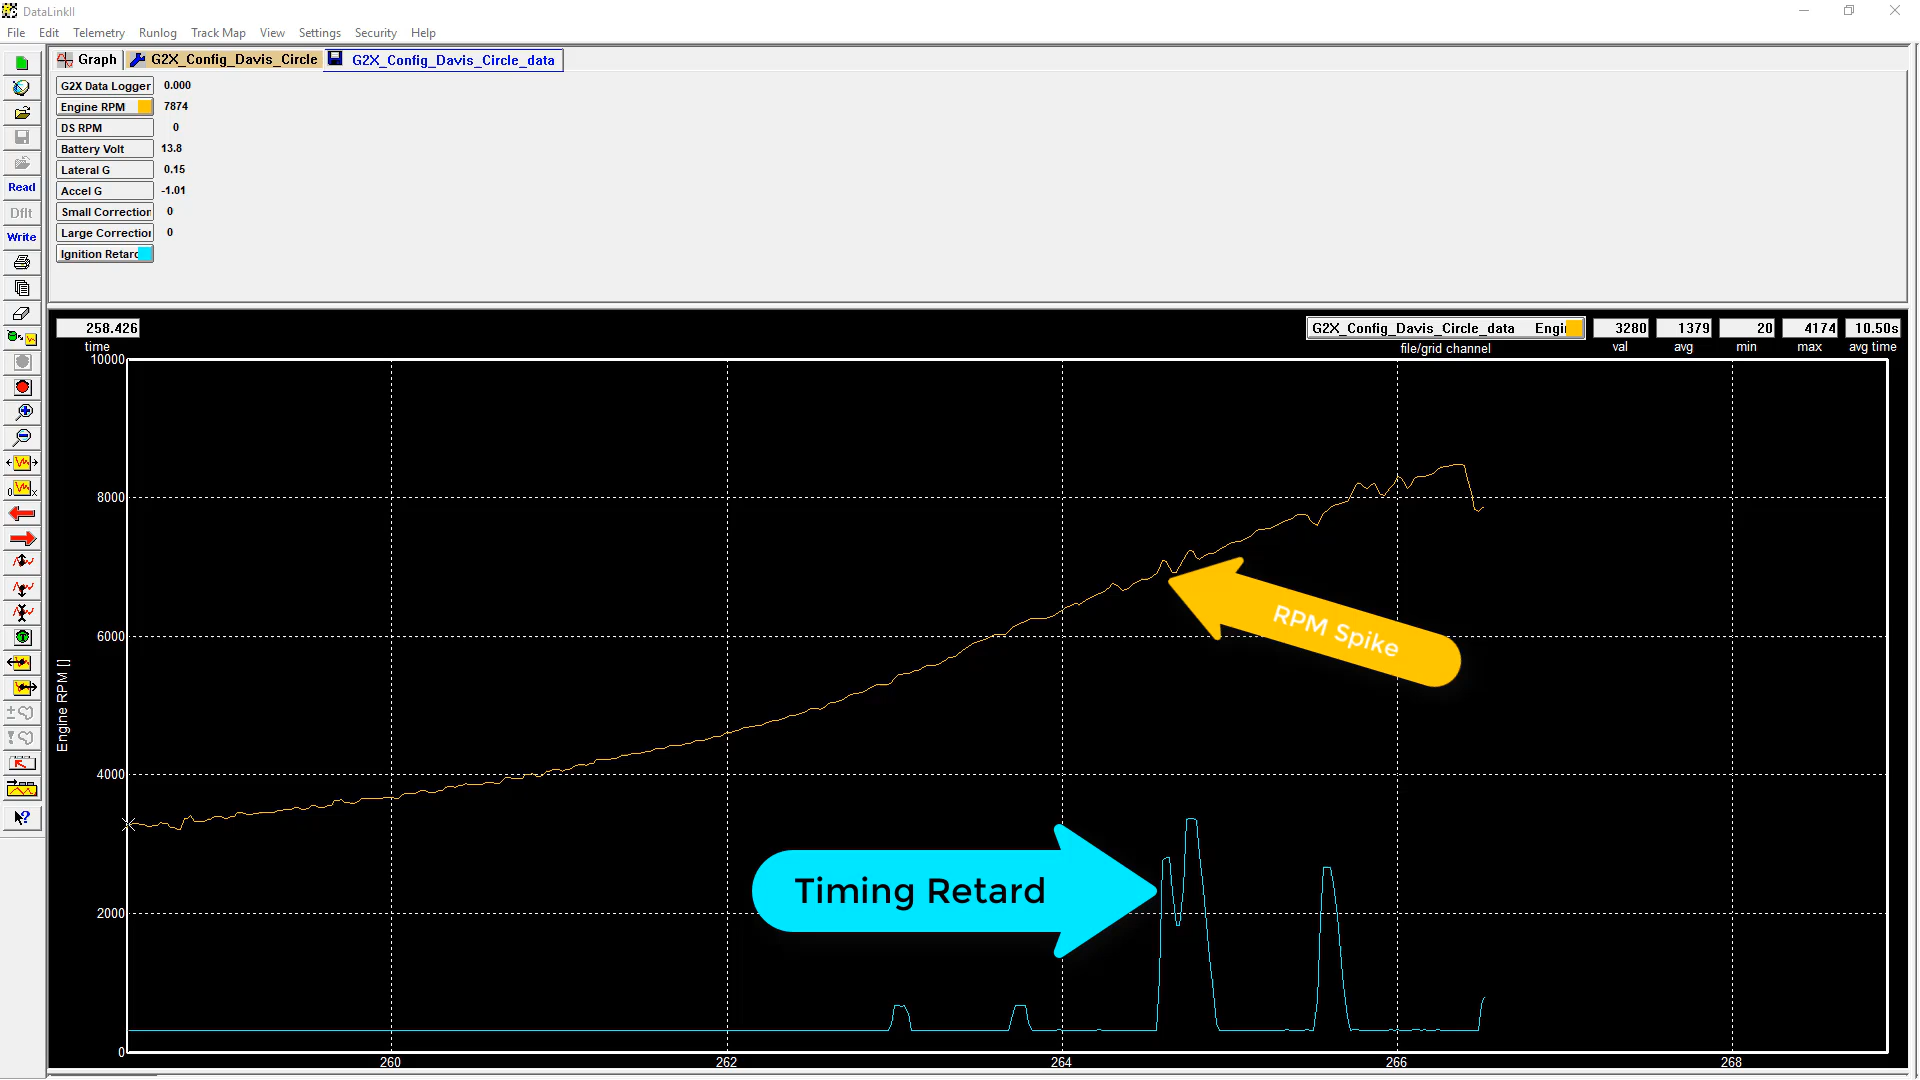 DataLinkII
File Edit Telemetry Runlog Track Map View Settings Security Help
Graph G2X_Config_Davis_Circle G2X_Config_Davis_Circle_data
G2X Data Logger 0.000
Engine RPM 7874
DS RPM 0
Battery Volt 13.8
Lateral G 0.15
Accel G -1.01
Small Correction 0
Large Correction 0
Ignition Retard
Read
Dflt
Write
258.426
time
G2X_Config_Davis_Circle_data Engi 3280 1379 20 4174 10.50s
file/grid channel val avg min max avg time
10000
8000
6000
4000
2000
0
Engine RPM []
RPM Spike
Timing Retard
260 262 264 266 268